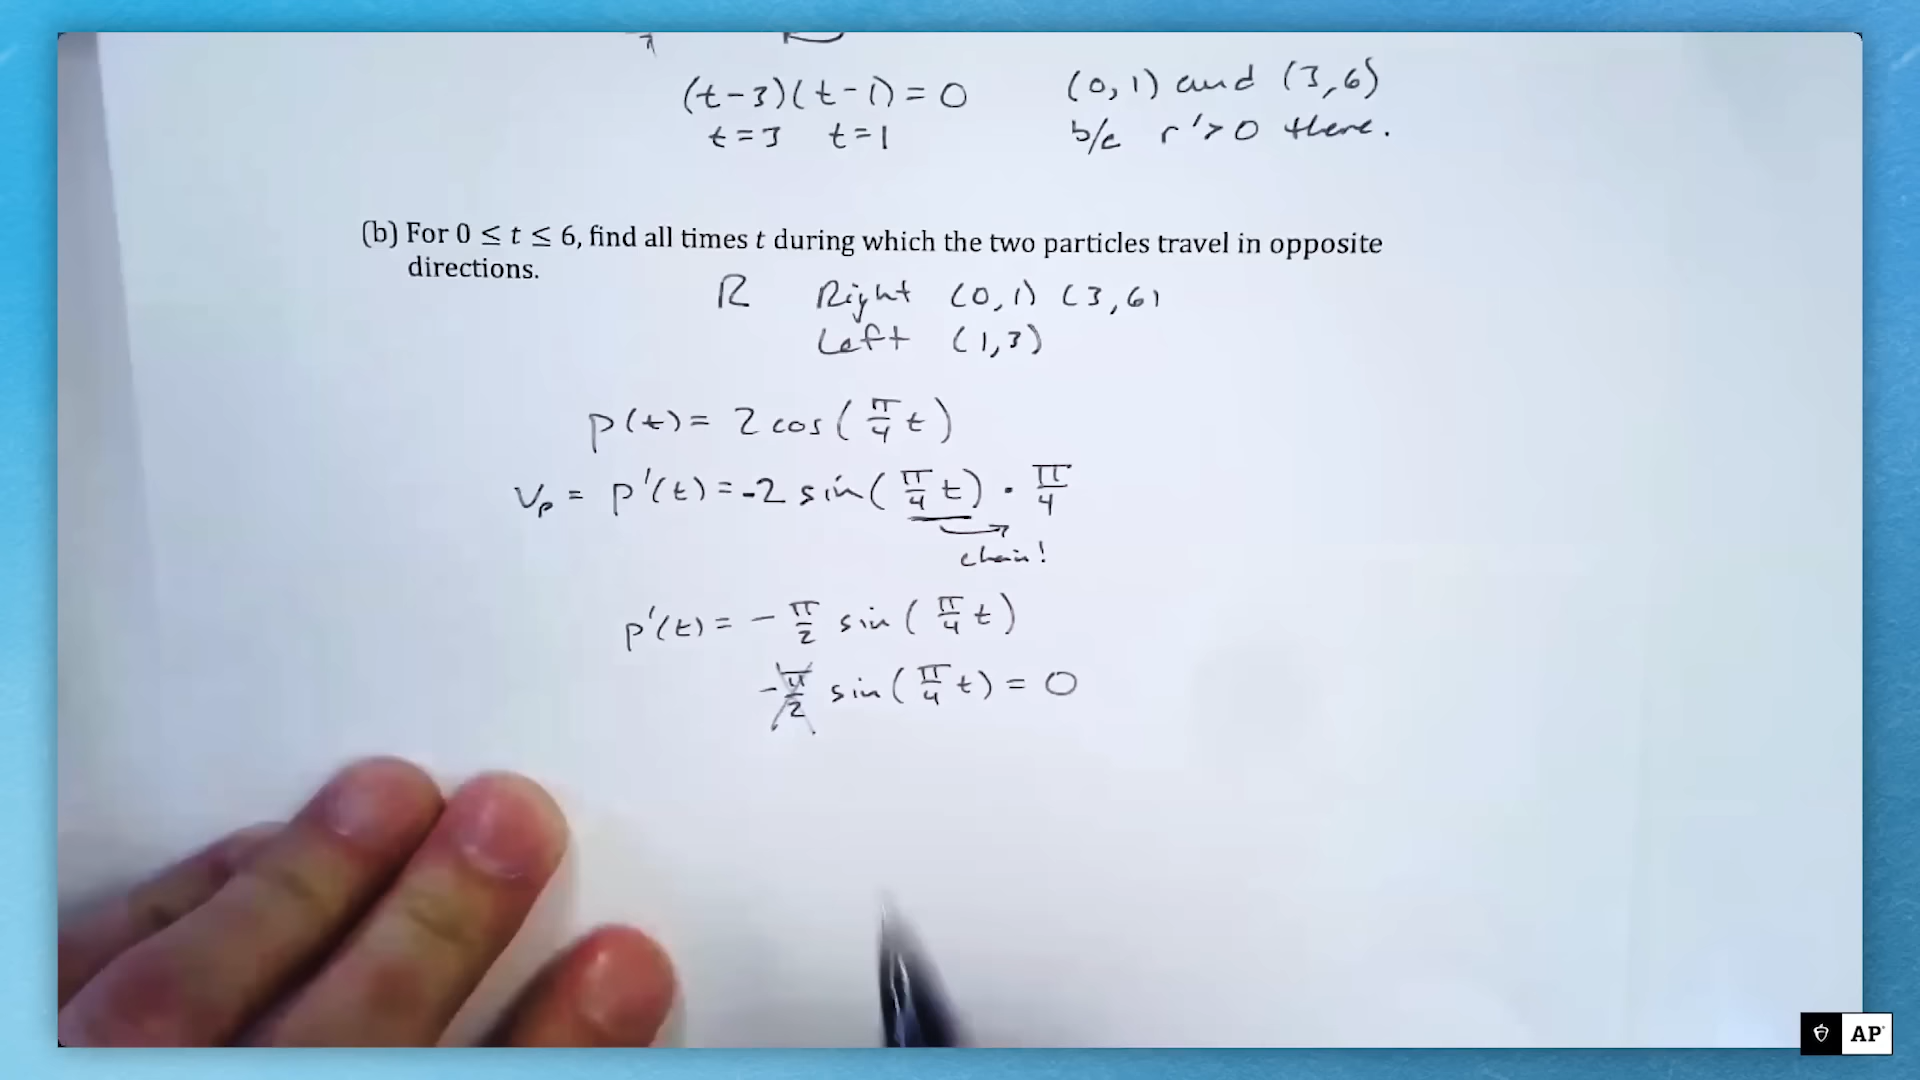 (t-3)(t-1) = 0
t=3 t=1
(0,1) and (3,6)
b/c r'>0 there.
(b) For 0 ≤ t ≤ 6, find all times t during which the two particles travel in opposite
directions.
R Right (0,1) (3,6)
Left (1,3)
p(t) = 2 cos(π/4 t)
Vp = p'(t) = -2 sin(π/4 t) · π/4
chain!
p'(t) = - π/2 sin(π/4 t)
-π/2 sin(π/4 t) = 0
AP